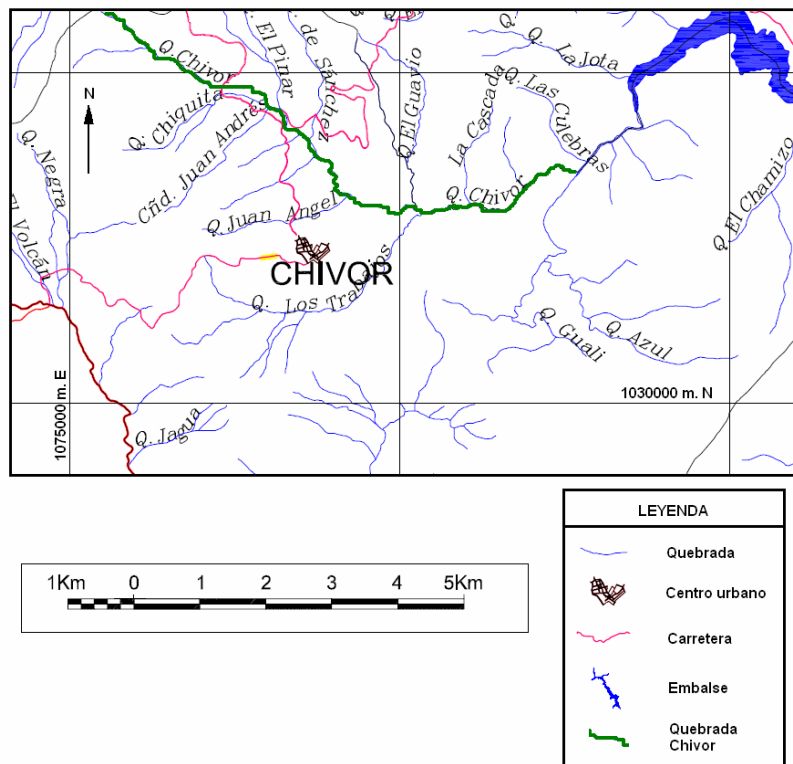 Q. Chivor
Q. El Pinar
. de Sánchez
Q. El Guavio
Q. Q. La Jota
Q. Las Culebras
La Cascada
N
Q. Chiquita
Cñd. Juan Andrés
Q. Negra
El Volcán
Q. Juan Angel
Q. Chivor
Q El Chamizo
CHIVOR
Q. Los Trabajos
Q. Guali
Q. Azul
1075000 m. E
1030000 m. N
Q. Jagua
LEYENDA
Quebrada
Centro urbano
Carretera
Embalse
Quebrada
Chivor
1Km 0 1 2 3 4 5Km